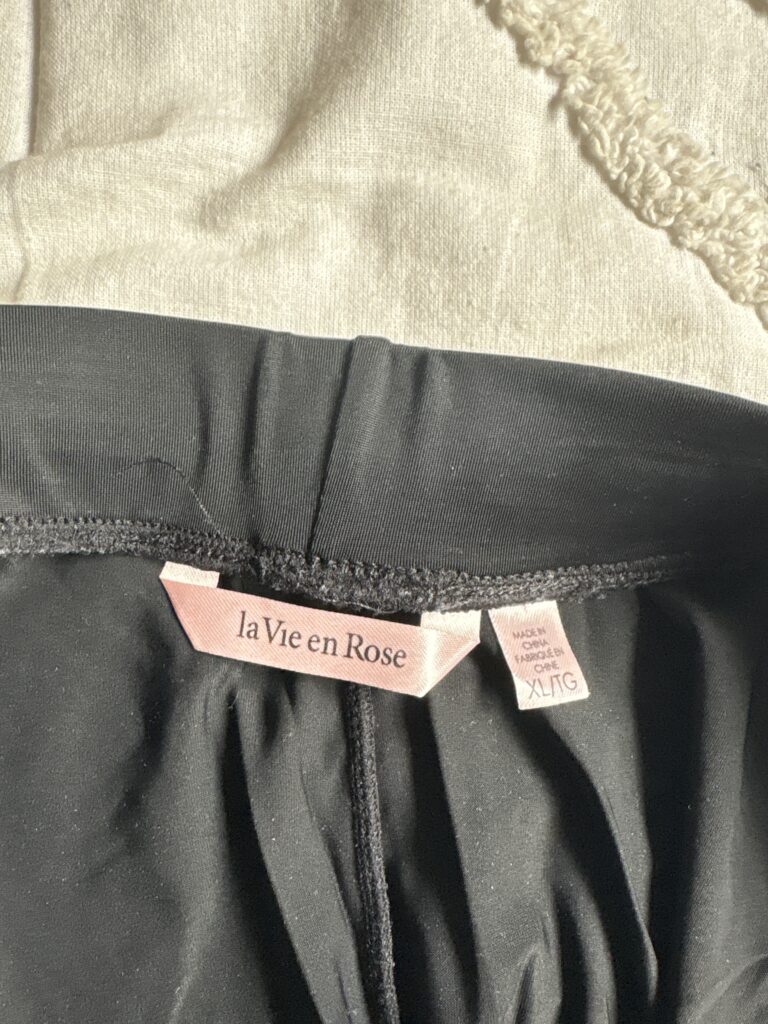 la Vie en Rose
MADE IN
CHINA
FABRIQUÉ EN
CHINE
XL/TG